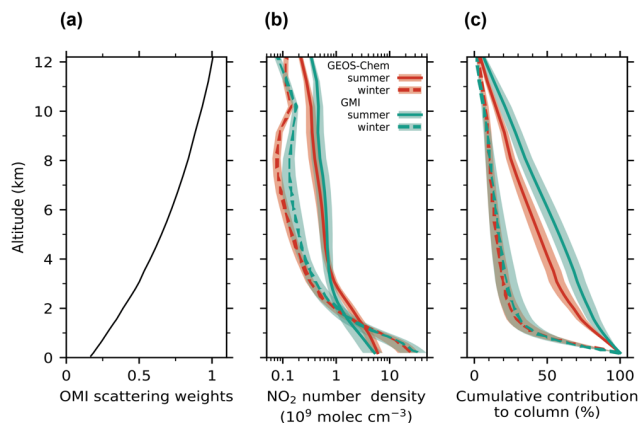 (a)
(b)
(c)
12
10
8
6
4
2
0
Altitude (km)
0
0.5
1
OMI scattering weights
GEOS-Chem
summer
winter
GMI
summer
winter
0.1
1
10
NO₂ number density
(10⁹ molec cm⁻³)
0
50
100
Cumulative contribution
to column (%)